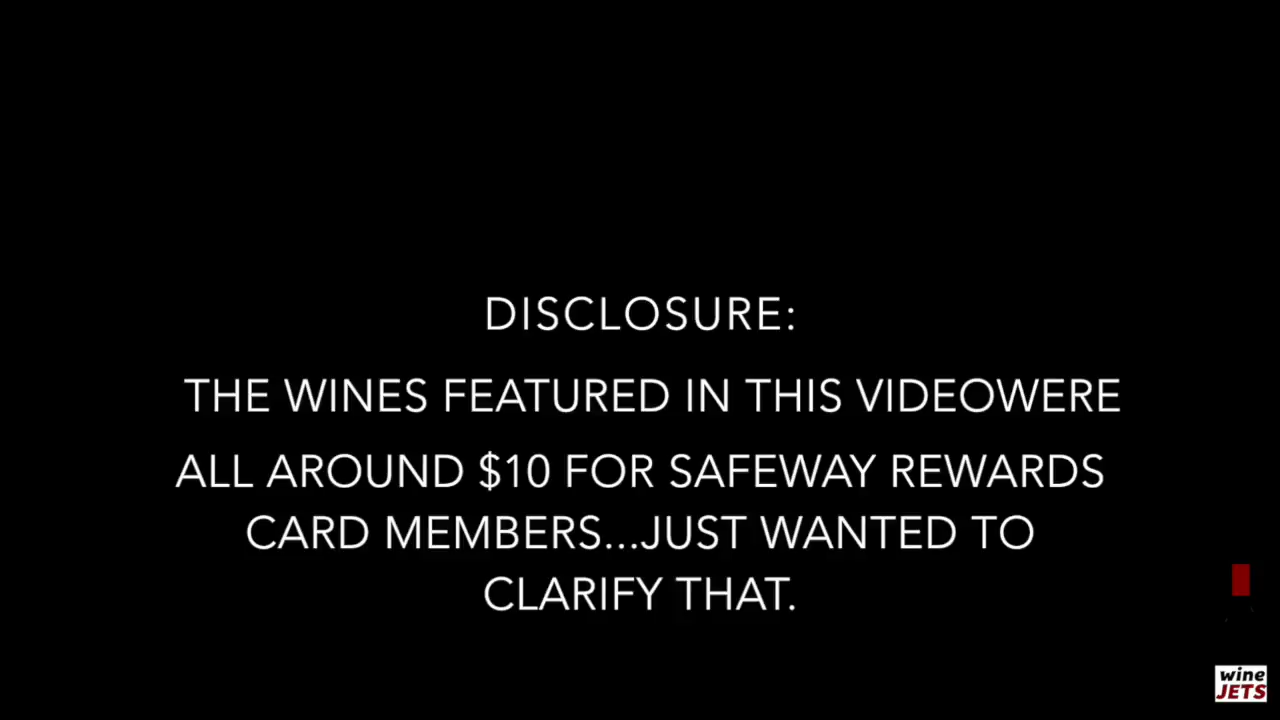 DISCLOSURE:
THE WINES FEATURED IN THIS VIDEOWERE
ALL AROUND $10 FOR SAFEWAY REWARDS
CARD MEMBERS...JUST WANTED TO
CLARIFY THAT.
wine
JETS